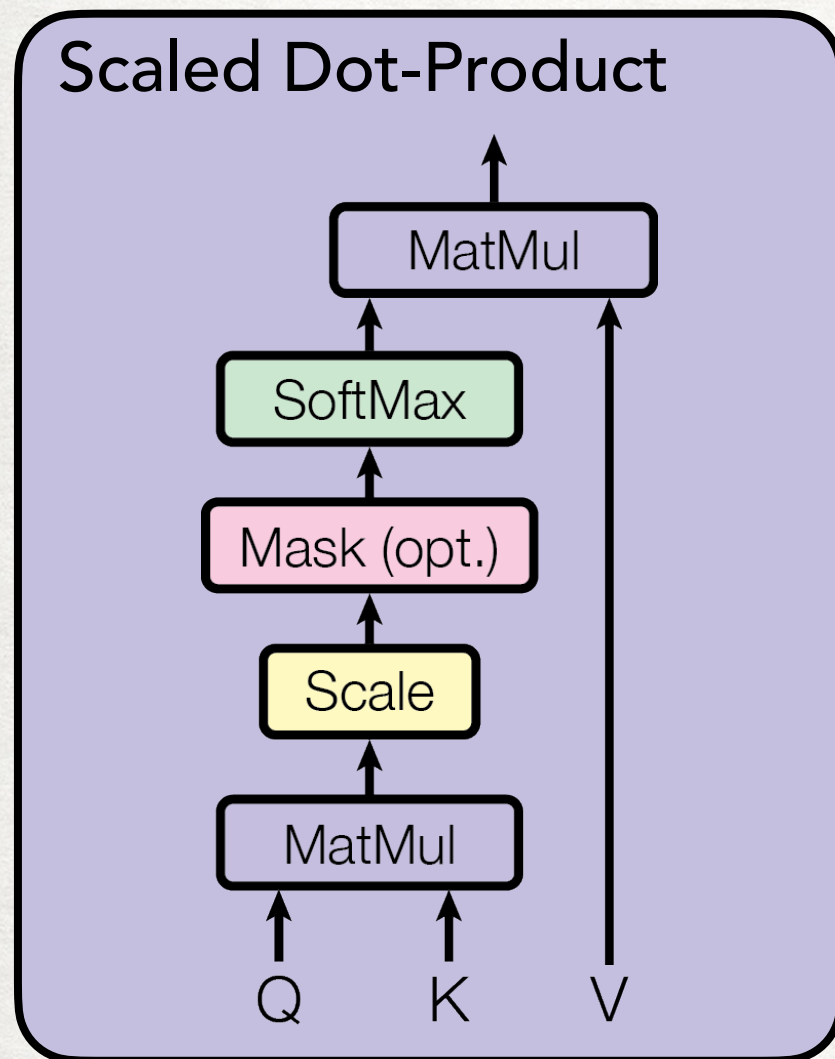 Scaled Dot-Product
MatMul
SoftMax
Mask (opt.)
Scale
MatMul
Q K V